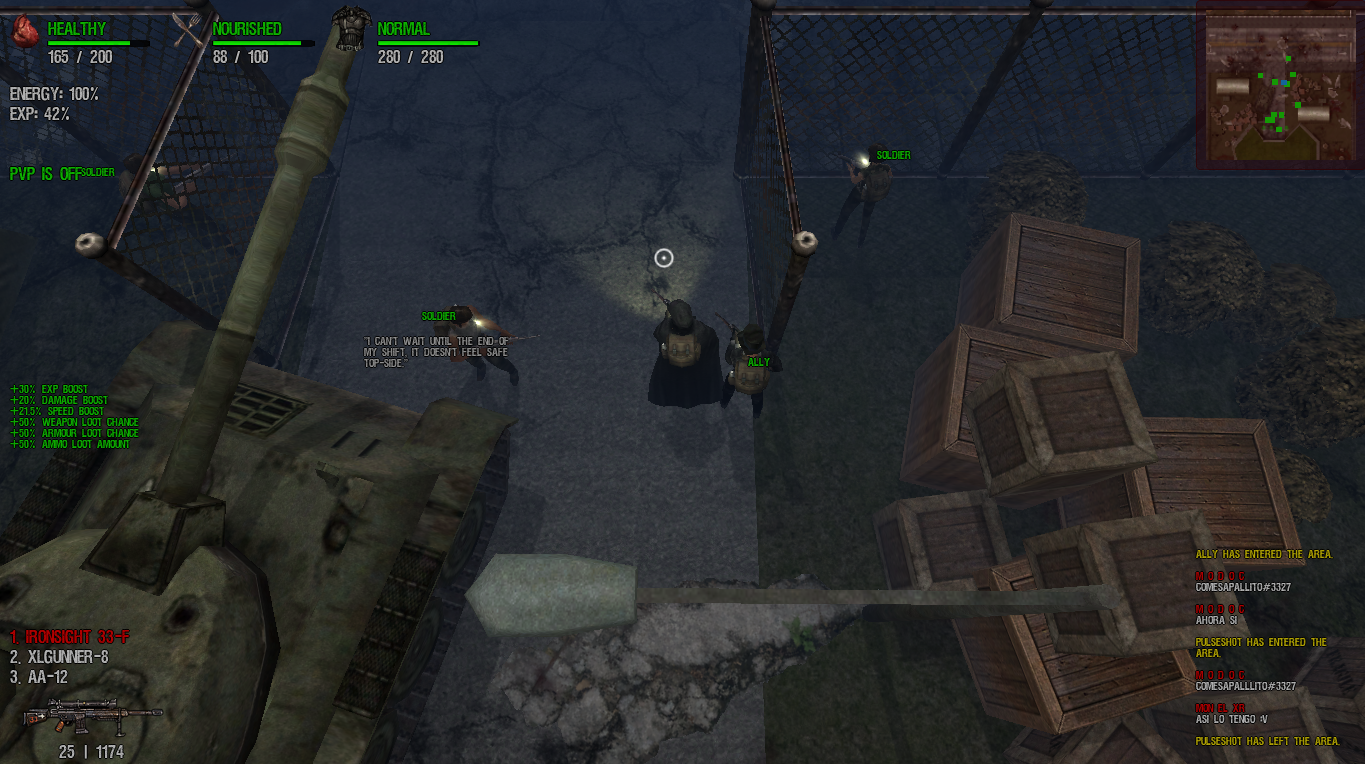 HEALTHY
165 / 200
NOURISHED
88 / 100
NORMAL
280 / 280
ENERGY: 100%
EXP: 42%
PVP IS OFF
SOLDIER
SOLDIER
SOLDIER
"I CAN'T WAIT UNTIL THE END OF
MY SHIFT, IT DOESN'T FEEL SAFE
TOP-SIDE."
ALLY
+30% EXP BOOST
+20% DAMAGE BOOST
+21.5% SPEED BOOST
+50% WEAPON LOOT CHANCE
+50% ARMOUR LOOT CHANCE
+50% AMMO LOOT AMOUNT
1. IRONSIGHT 33-F
2. XLGUNNER-8
3. AA-12
25 | 1174
ALLY HAS ENTERED THE AREA.
M O D O C
COMESAPALLITO#3327
M O D O C
AHORA SI
PULSESHOT HAS ENTERED THE
AREA.
M O D O C
COMESAPALLLITO#3327
MON EL XR
ASI LO TENGO :V
PULSESHOT HAS LEFT THE AREA.